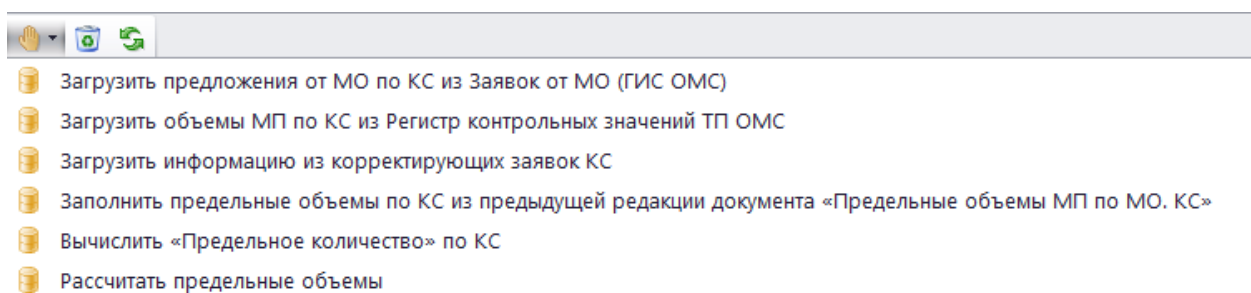 Загрузить предложения от МО по КС из Заявок от МО (ГИС ОМС)
Загрузить объемы МП по КС из Регистр контрольных значений ТП ОМС
Загрузить информацию из корректирующих заявок КС
Заполнить предельные объемы по КС из предыдущей редакции документа «Предельные объемы МП по МО. КС»
Вычислить «Предельное количество» по КС
Рассчитать предельные объемы